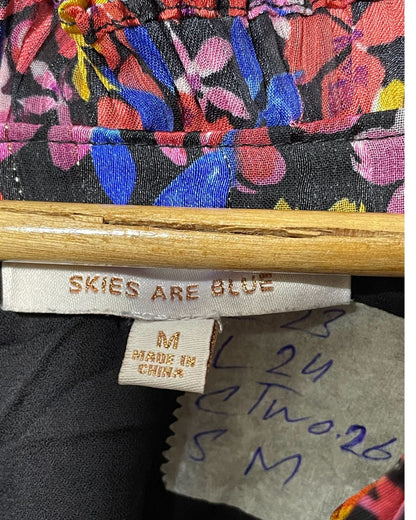 SKIES ARE BLUE
M
MADE IN
CHINA
23
L 24
C Two.26
S M